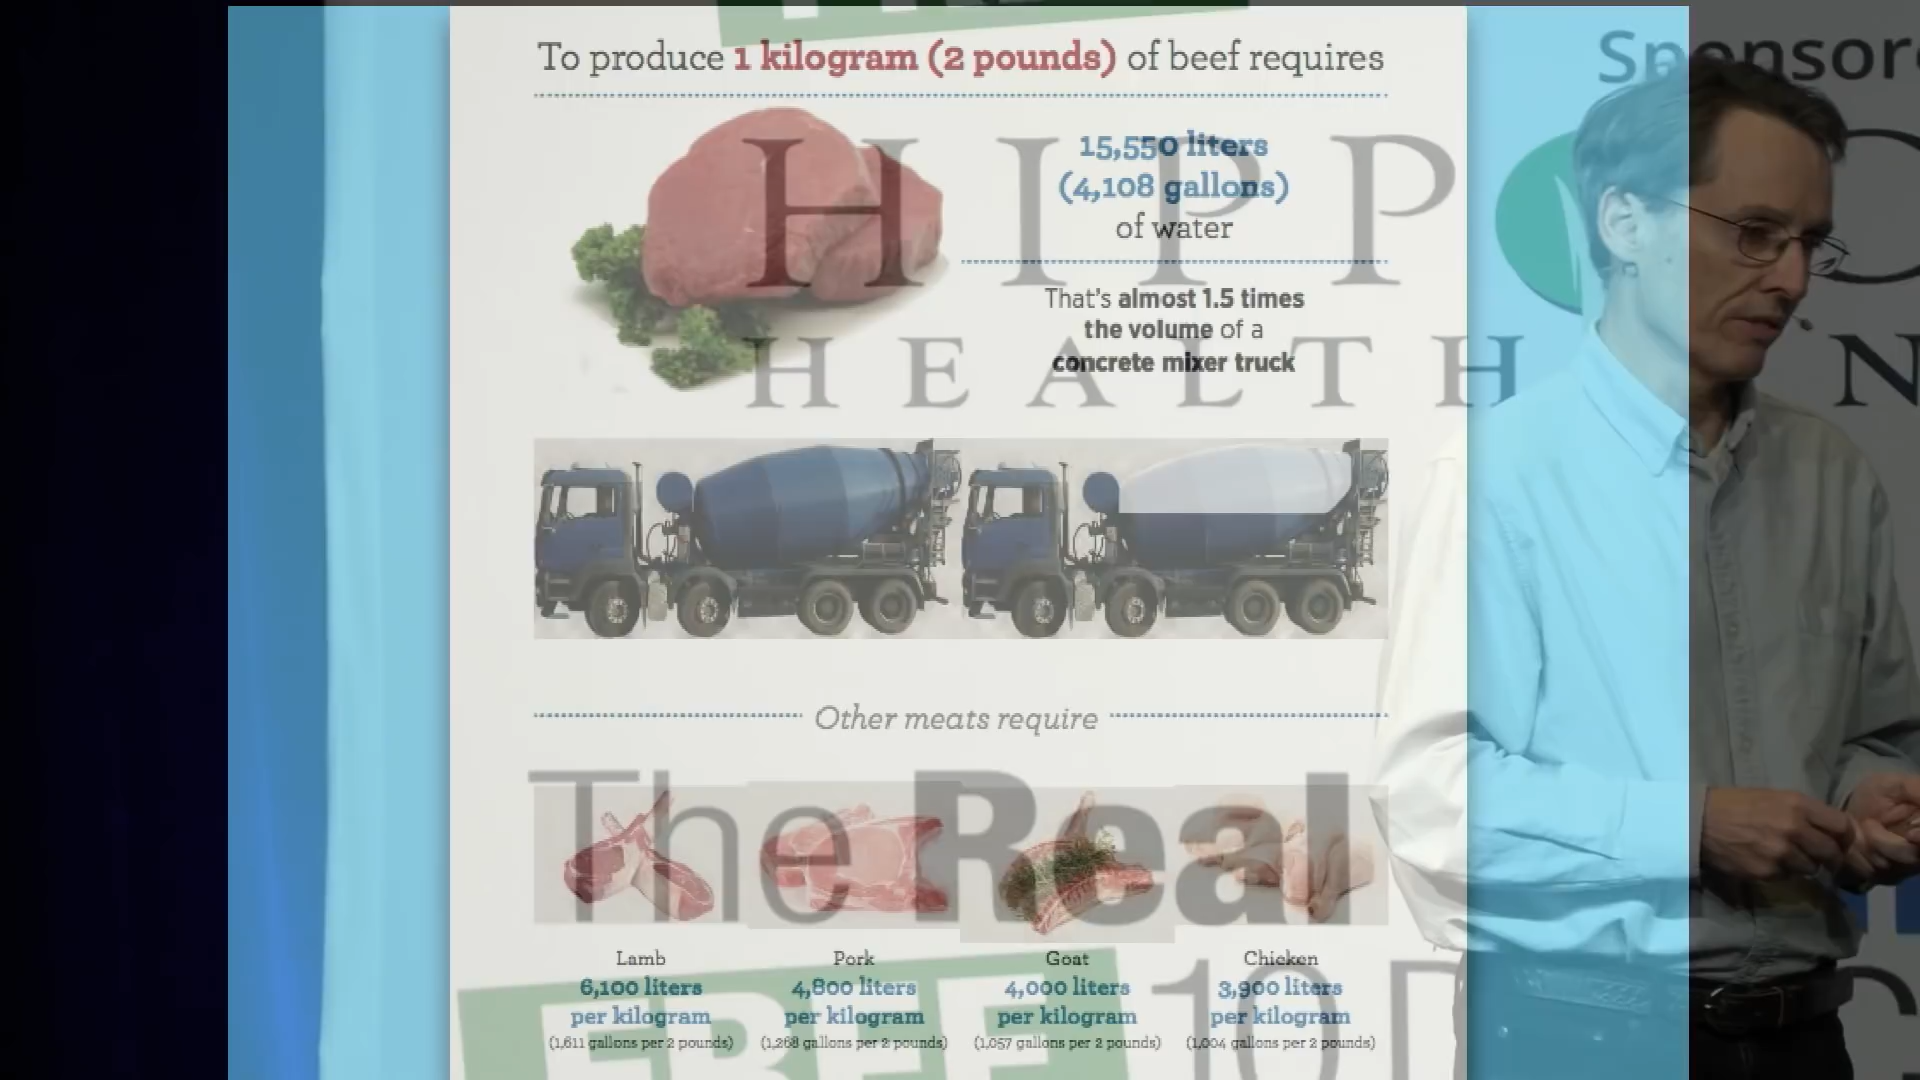 To produce 1 kilogram (2 pounds) of beef requires
Sponsor
15,550 liters
(4,108 gallons)
of water
HIPP
That's almost 1.5 times
the volume of a
concrete mixer truck
HEALTH
N
Other meats require
The Real
Lamb
6,100 liters
per kilogram
(1,611 gallons per 2 pounds)
Pork
4,800 liters
per kilogram
(1,268 gallons per 2 pounds)
Goat
4,000 liters
per kilogram
(1,057 gallons per 2 pounds)
Chicken
3,900 liters
per kilogram
(1,004 gallons per 2 pounds)
FREE
10